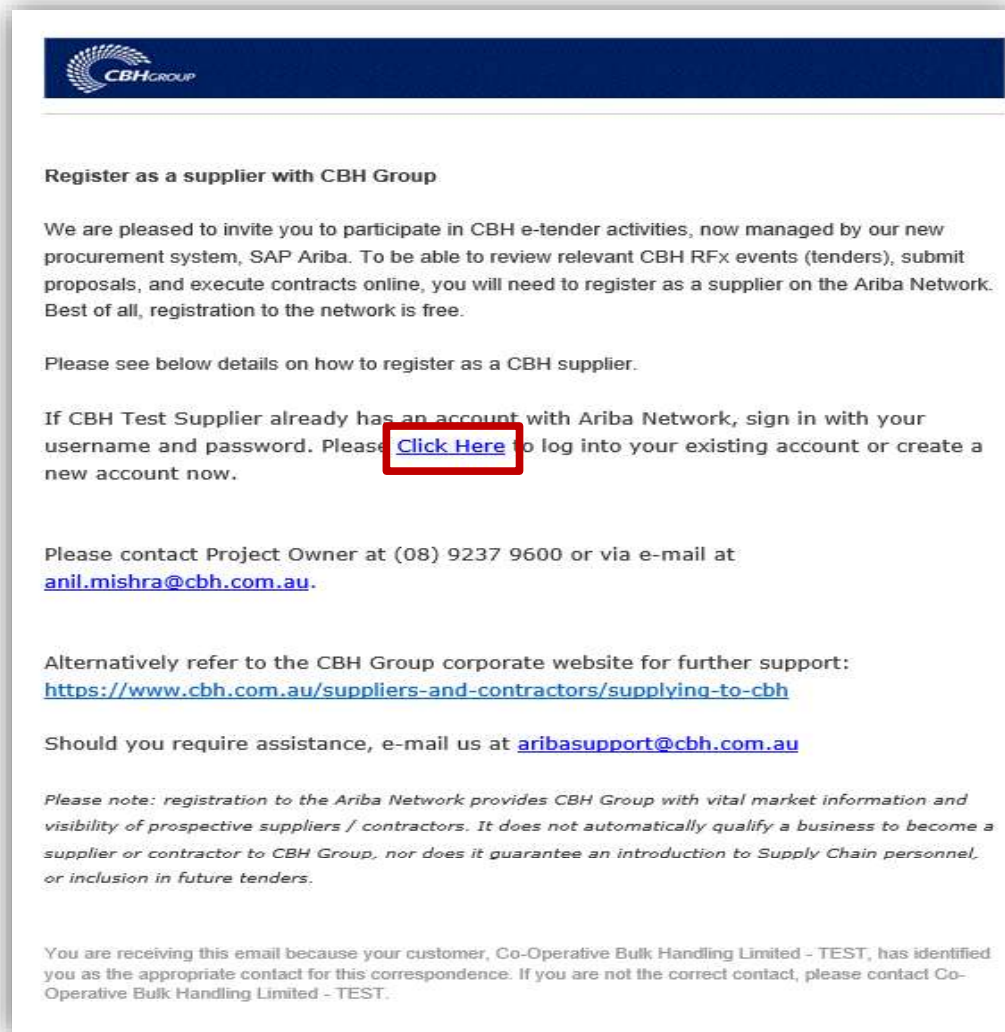 CBHGROUP
Register as a supplier with CBH Group
We are pleased to invite you to participate in CBH e-tender activities, now managed by our new
procurement system, SAP Ariba. To be able to review relevant CBH RFx events (tenders), submit
proposals, and execute contracts online, you will need to register as a supplier on the Ariba Network.
Best of all, registration to the network is free.
Please see below details on how to register as a CBH supplier.
If CBH Test Supplier already has an account with Ariba Network, sign in with your
username and password. Please Click Here to log into your existing account or create a
new account now.
Please contact Project Owner at (08) 9237 9600 or via e-mail at
anil.mishra@cbh.com.au.
Alternatively refer to the CBH Group corporate website for further support:
https://www.cbh.com.au/suppliers-and-contractors/supplying-to-cbh
Should you require assistance, e-mail us at aribasupport@cbh.com.au
Please note: registration to the Ariba Network provides CBH Group with vital market information and
visibility of prospective suppliers / contractors. It does not automatically qualify a business to become a
supplier or contractor to CBH Group, nor does it guarantee an introduction to Supply Chain personnel,
or inclusion in future tenders.
You are receiving this email because your customer, Co-Operative Bulk Handling Limited - TEST, has identified
you as the appropriate contact for this correspondence. If you are not the correct contact, please contact Co-
Operative Bulk Handling Limited - TEST.